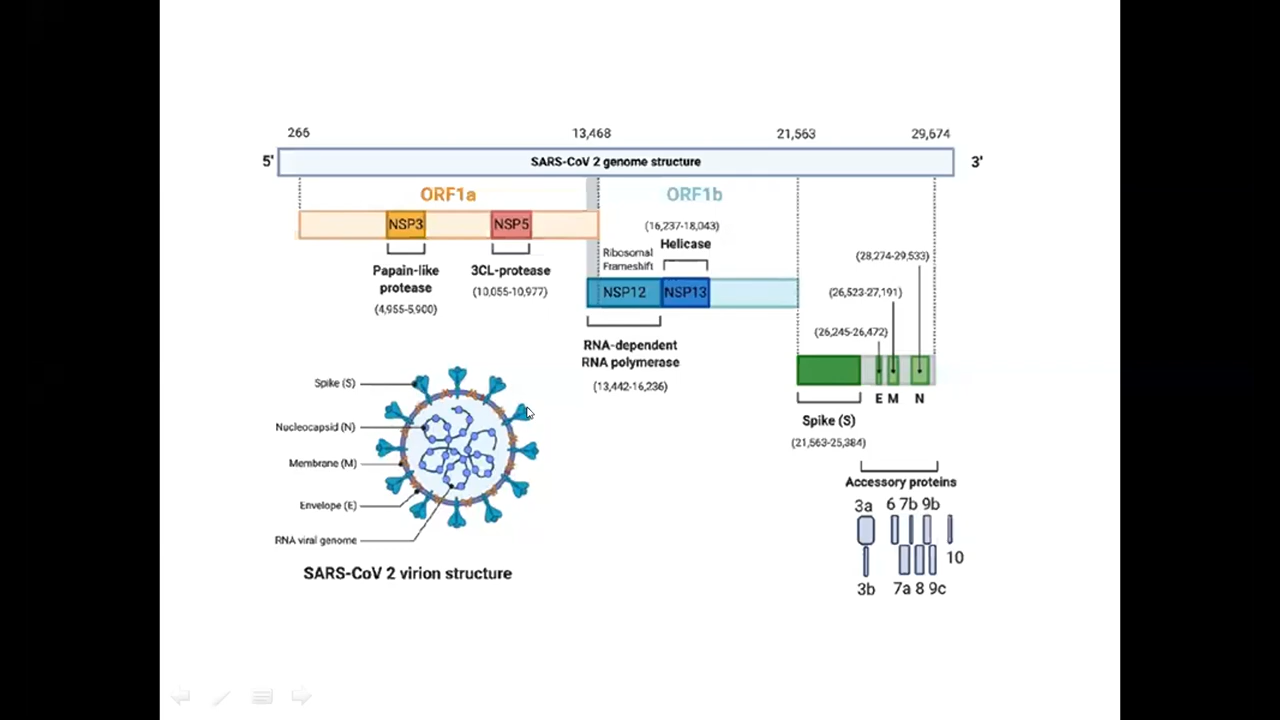 266 13,468 21,563 29,674
5' SARS-CoV 2 genome structure 3'
ORF1a ORF1b
NSP3 NSP5
(16,237-18,043)
Helicase
Ribosomal
Frameshift
Papain-like
protease
(4,955-5,900)
3CL-protease
(10,055-10,977)
NSP12 NSP13
RNA-dependent
RNA polymerase
(13,442-16,236)
(28,274-29,533)
(26,523-27,191)
(26,245-26,472)
E M N
Spike (S)
(21,563-25,384)
Accessory proteins
3a 6 7b 9b
10
3b 7a 8 9c
Spike (S)
Nucleocapsid (N)
Membrane (M)
Envelope (E)
RNA viral genome
SARS-CoV 2 virion structure